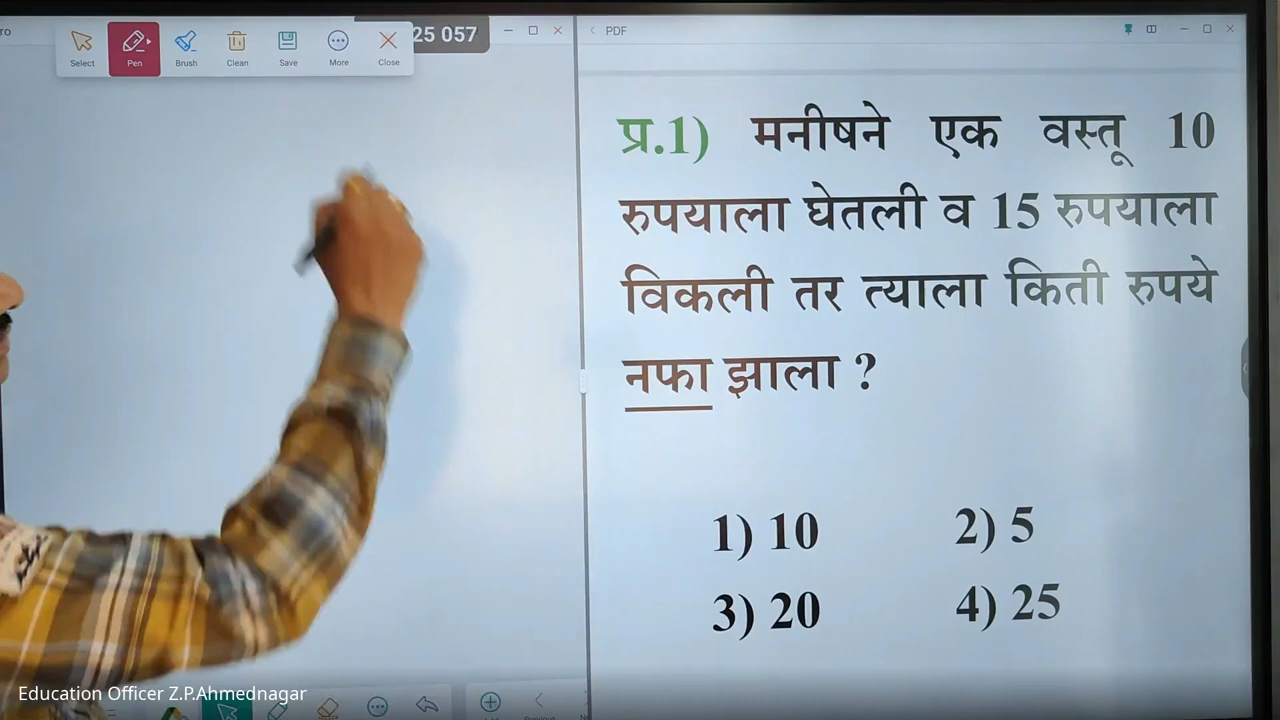 ro
25 057
Select
Pen
Brush
Clean
Save
More
Close
PDF
प्र.1) मनीषने एक वस्तू 10
रुपयाला घेतली व 15 रुपयाला
विकली तर त्याला किती रुपये
नफा झाला ?
1) 10 2) 5
3) 20 4) 25
Education Officer Z.P.Ahmednagar